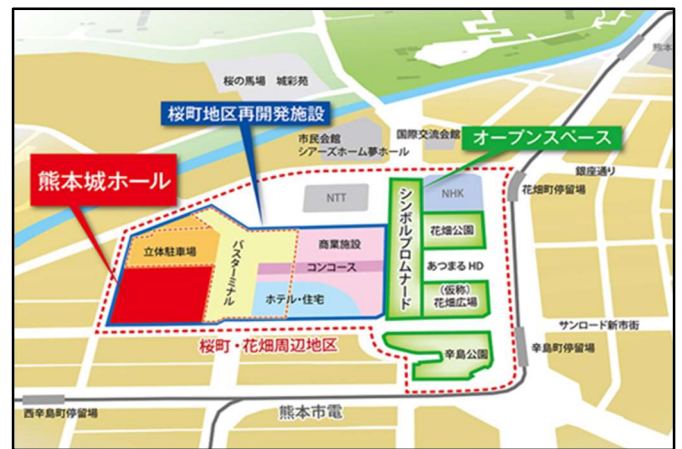 桜の馬場 城彩苑
熊本
桜町地区再開発施設
市民会館
シアーズホーム夢ホール
国際交流会館
オープンスペース
熊本城ホール
銀座通り
花畑町停留場
NTT
NHK
シンボルプロムナード
花畑公園
立体駐車場
バスターミナル
商業施設
コンコース
あつまるHD
ホテル・住宅
(仮称)
花畑広場
サンロード新市街
桜町・花畑周辺地区
辛島公園
辛島町停留場
西辛島町停留場
熊本市電